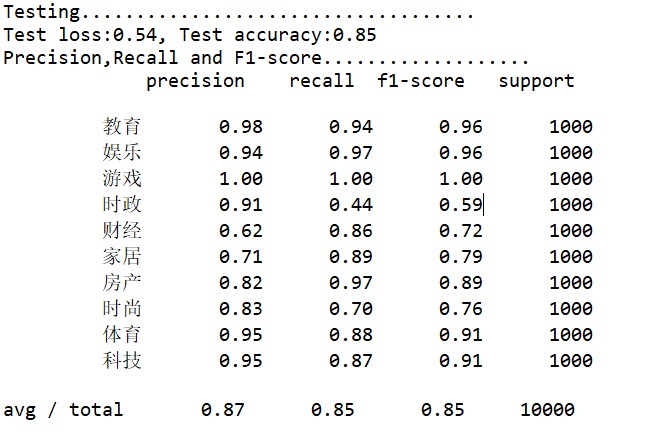 Testing....................................
Test loss:0.54, Test accuracy:0.85
Precision,Recall and F1-score...................
precision recall f1-score support
教育 0.98 0.94 0.96 1000
娱乐 0.94 0.97 0.96 1000
游戏 1.00 1.00 1.00 1000
时政 0.91 0.44 0.59 1000
财经 0.62 0.86 0.72 1000
家居 0.71 0.89 0.79 1000
房产 0.82 0.97 0.89 1000
时尚 0.83 0.70 0.76 1000
体育 0.95 0.88 0.91 1000
科技 0.95 0.87 0.91 1000
avg / total 0.87 0.85 0.85 10000